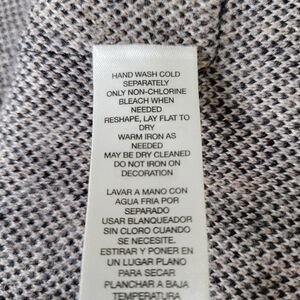 HAND WASH COLD
SEPARATELY
ONLY NON-CHLORINE
BLEACH WHEN
NEEDED
RESHAPE, LAY FLAT TO
DRY
WARM IRON AS
NEEDED
MAY BE DRY CLEANED
DO NOT IRON ON
DECORATION
LAVAR A MANO CON
AGUA FRIA POR
SEPARADO
USAR BLANQUEADOR
SIN CLORO CUANDO
SE NECESITE.
ESTIRAR Y PONER EN
UN LUGAR PLANO
PARA SECAR
PLANCHAR A BAJA
TEMPERATURA